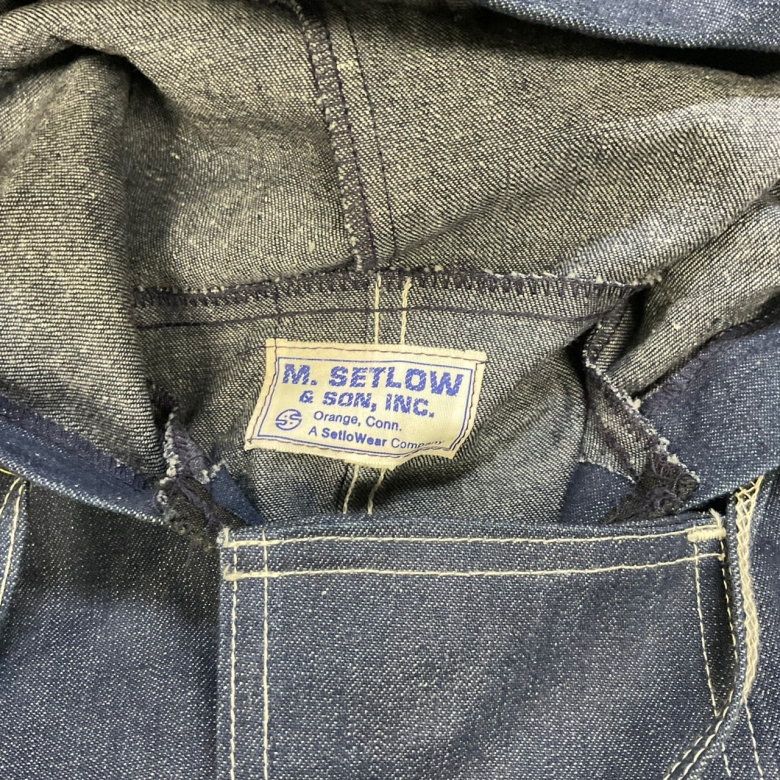 M. SETLOW
& SON, INC.
Orange, Conn.
A SetloWear Company